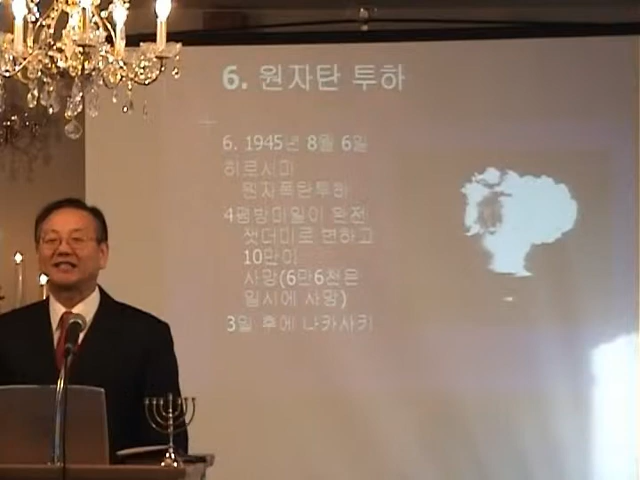 6. 원자탄 투하
6. 1945년 8월 6일
히로시마
원자폭탄투하
4평방마일이 완전
잿더미로 변하고
10만이
사망(6만6천은
일시에 사망)
3일 후에 나카사키